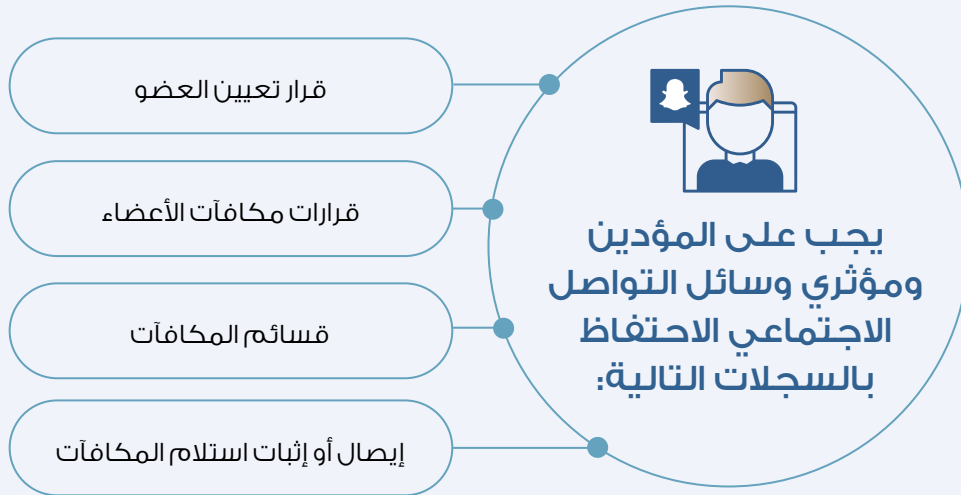 يجب على المؤدين
ومؤثري وسائل التواصل
الاجتماعي الاحتفاظ
بالسجلات التالية:
قرار تعيين العضو
قرارات مكافآت الأعضاء
قسائم المكافآت
إيصال أو إثبات استلام المكافآت